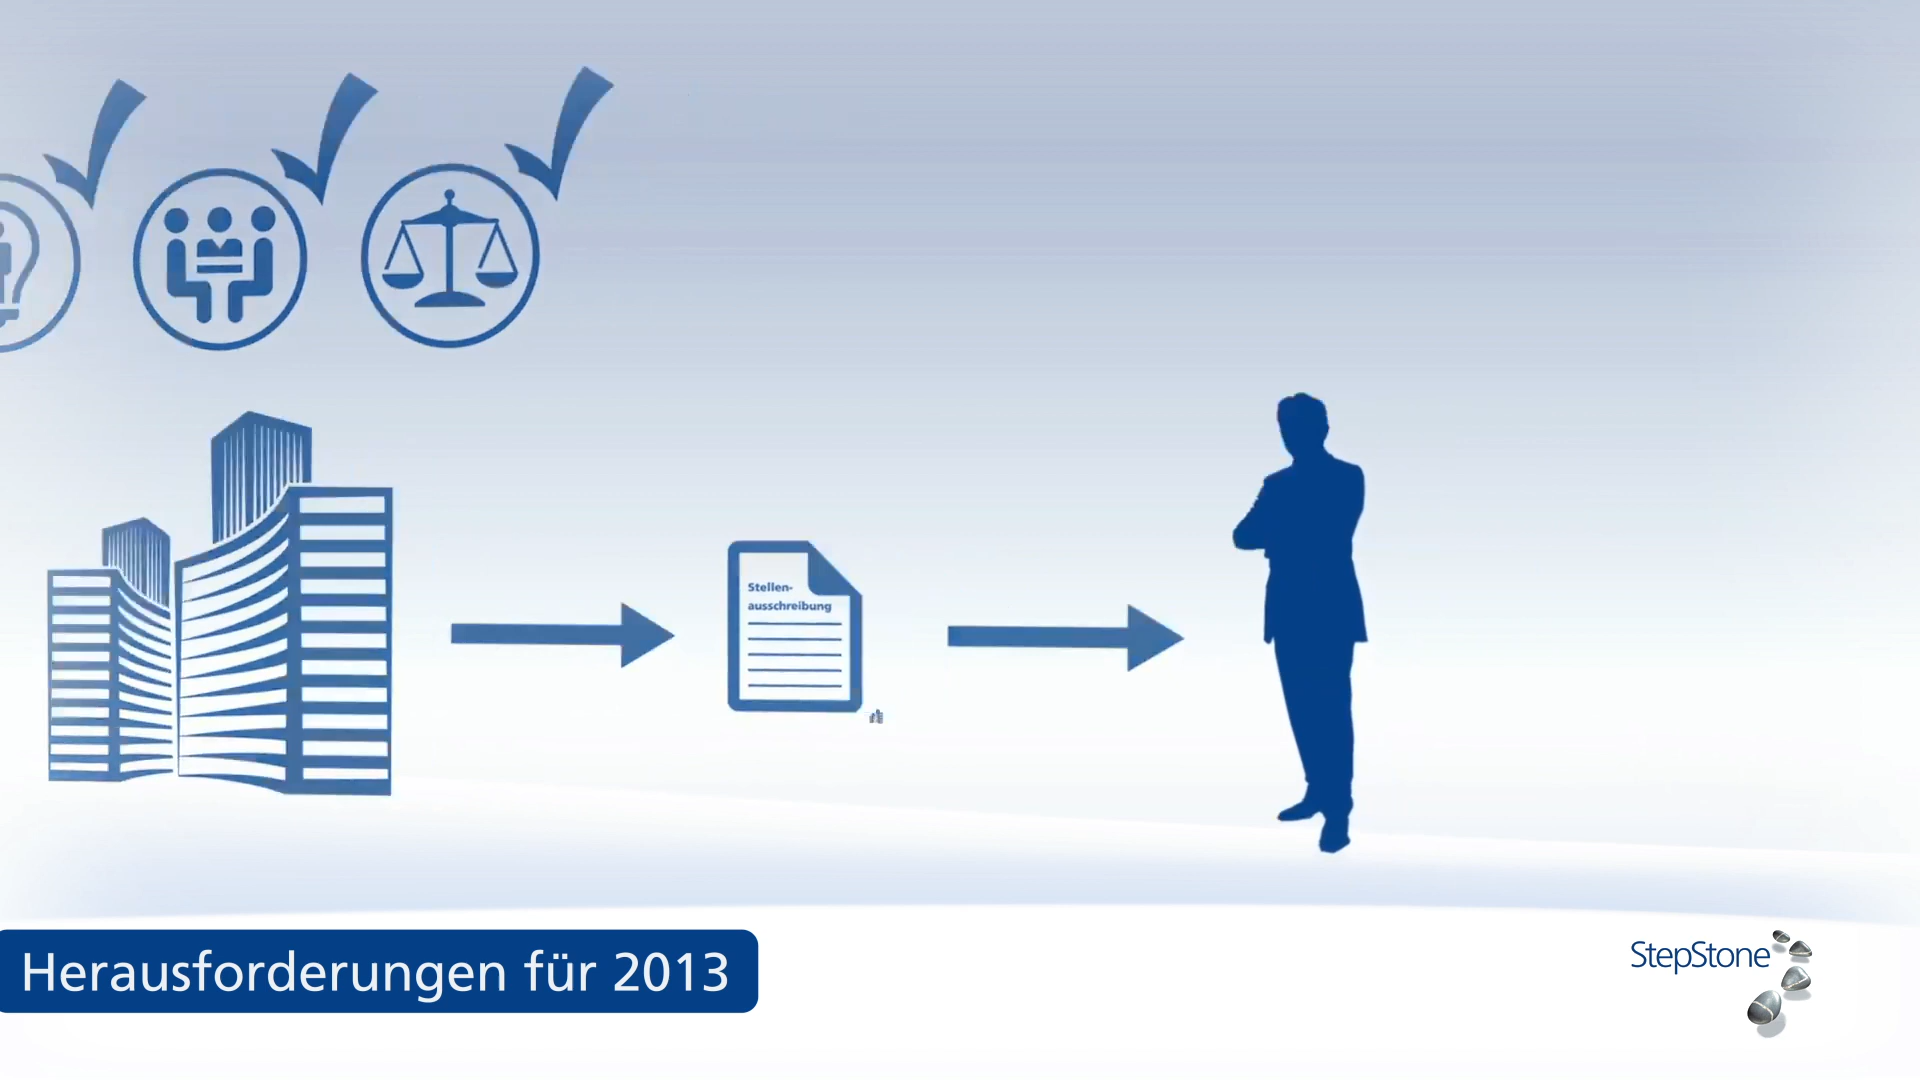 Stellen-
ausschreibung
Herausforderungen für 2013
StepStone